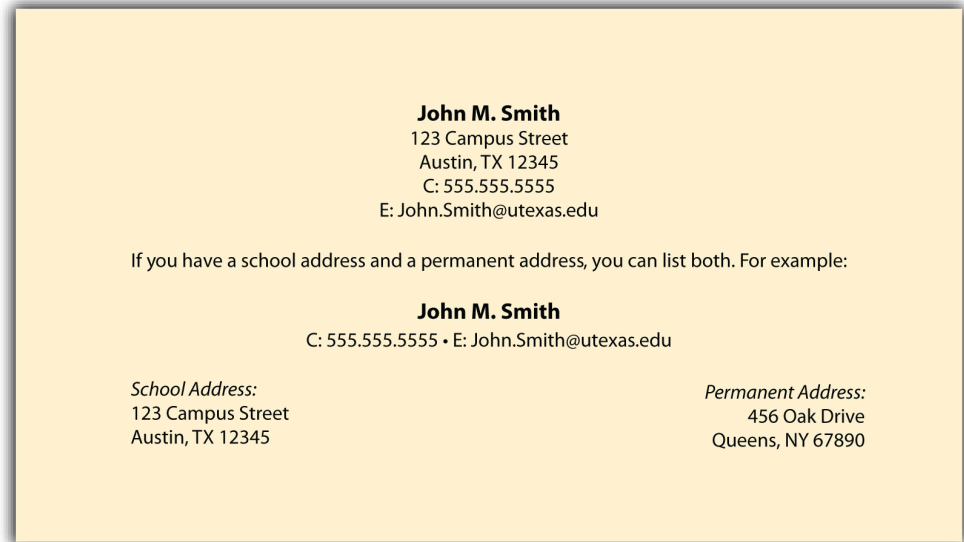 John M. Smith
123 Campus Street
Austin, TX 12345
C: 555.555.5555
E: John.Smith@utexas.edu
If you have a school address and a permanent address, you can list both. For example:
John M. Smith
C: 555.555.5555 • E: John.Smith@utexas.edu
School Address:
123 Campus Street
Austin, TX 12345
Permanent Address:
456 Oak Drive
Queens, NY 67890